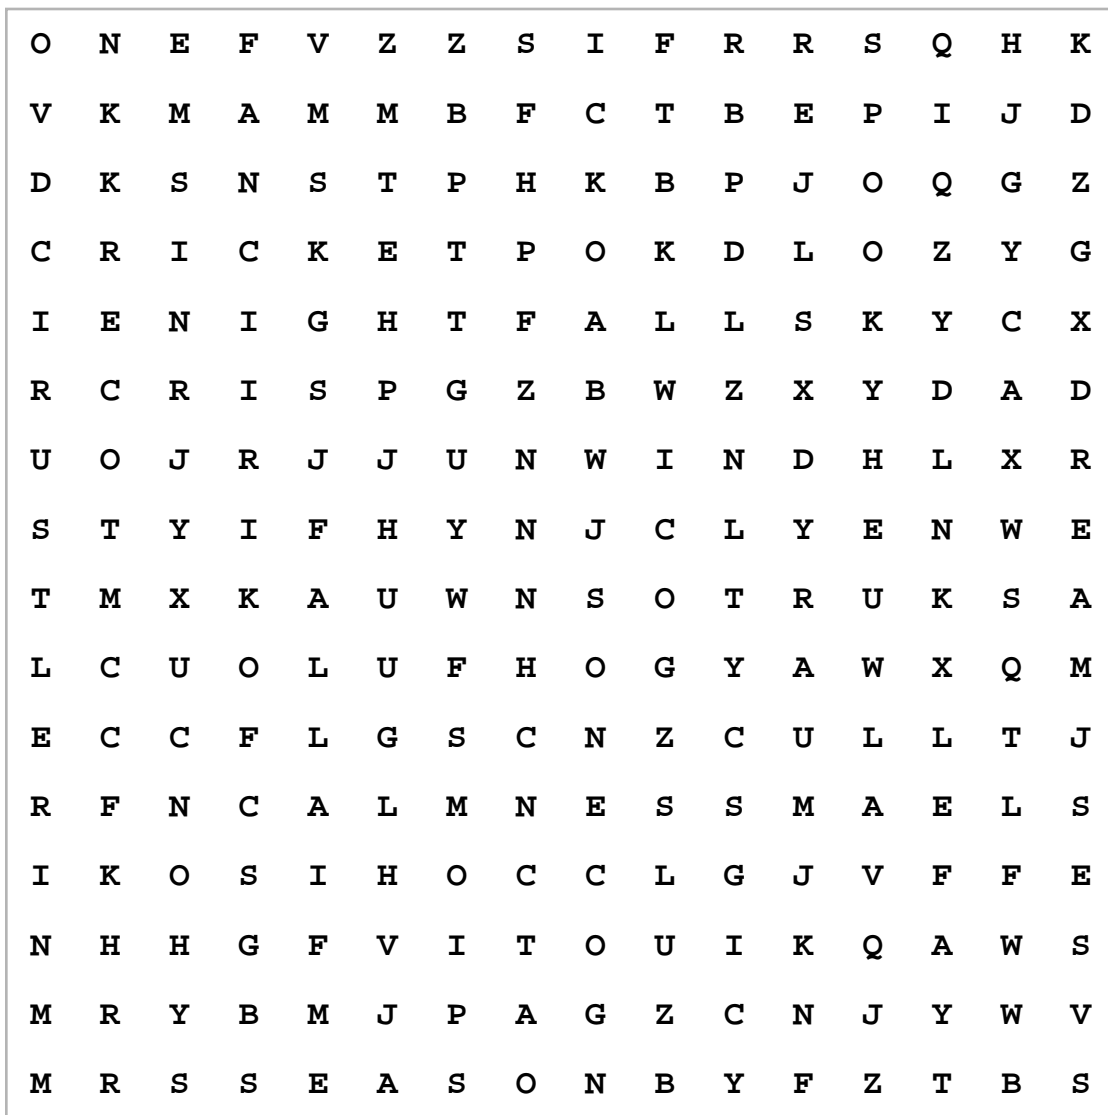 O N E F V Z Z S I F R R S Q H K
V K M A M M B F C T B E P I J D
D K S N S T P H K B P J O Q G Z
C R I C K E T P O K D L O Z Y G
I E N I G H T F A L L S K Y C X
R C R I S P G Z B W Z X Y D A D
U O J R J J U N W I N D H L X R
S T Y I F H Y N J C L Y E N W E
T M X K A U W N S O T R U K S A
L C U O L U F H O G Y A W X Q M
E C C F L G S C N Z C U L L T J
R F N C A L M N E S S M A E L S
I K O S I H O C C L G J V F F E
N H H G F V I T O U I K Q A W S
M R Y B M J P A G Z C N J Y W V
M R S S E A S O N B Y F Z T B S